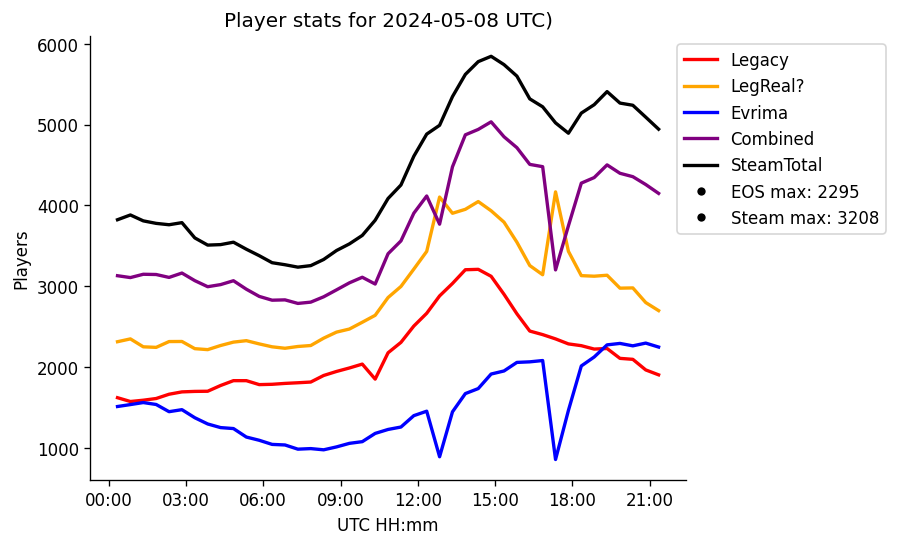 Player stats for 2024-05-08 UTC)
6000
5000
4000
3000
2000
1000
Players
00:00 03:00 06:00 09:00 12:00 15:00 18:00 21:00
UTC HH:mm
Legacy
LegReal?
Evrima
Combined
SteamTotal
EOS max: 2295
Steam max: 3208